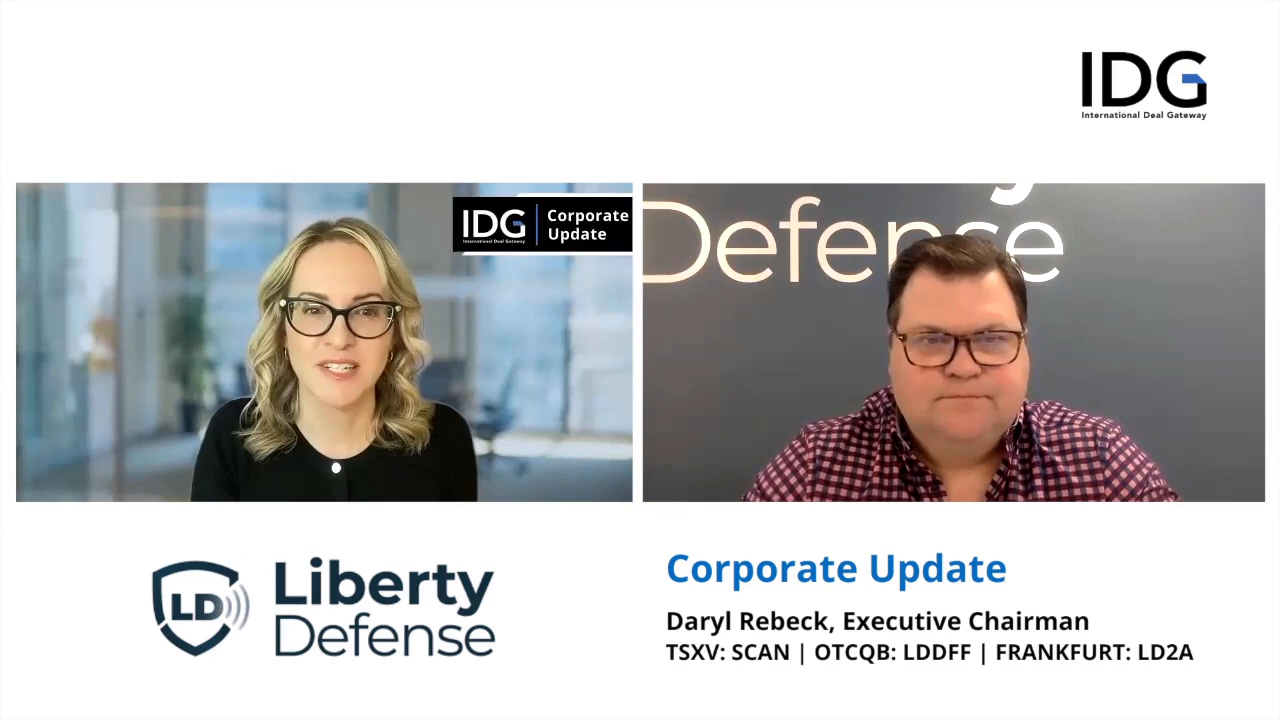 IDG
International Deal Gateway
IDG
International Deal Gateway
Corporate
Update
Defense
LD
Liberty
Defense
Corporate Update
Daryl Rebeck, Executive Chairman
TSXV: SCAN | OTCQB: LDDFF | FRANKFURT: LD2A